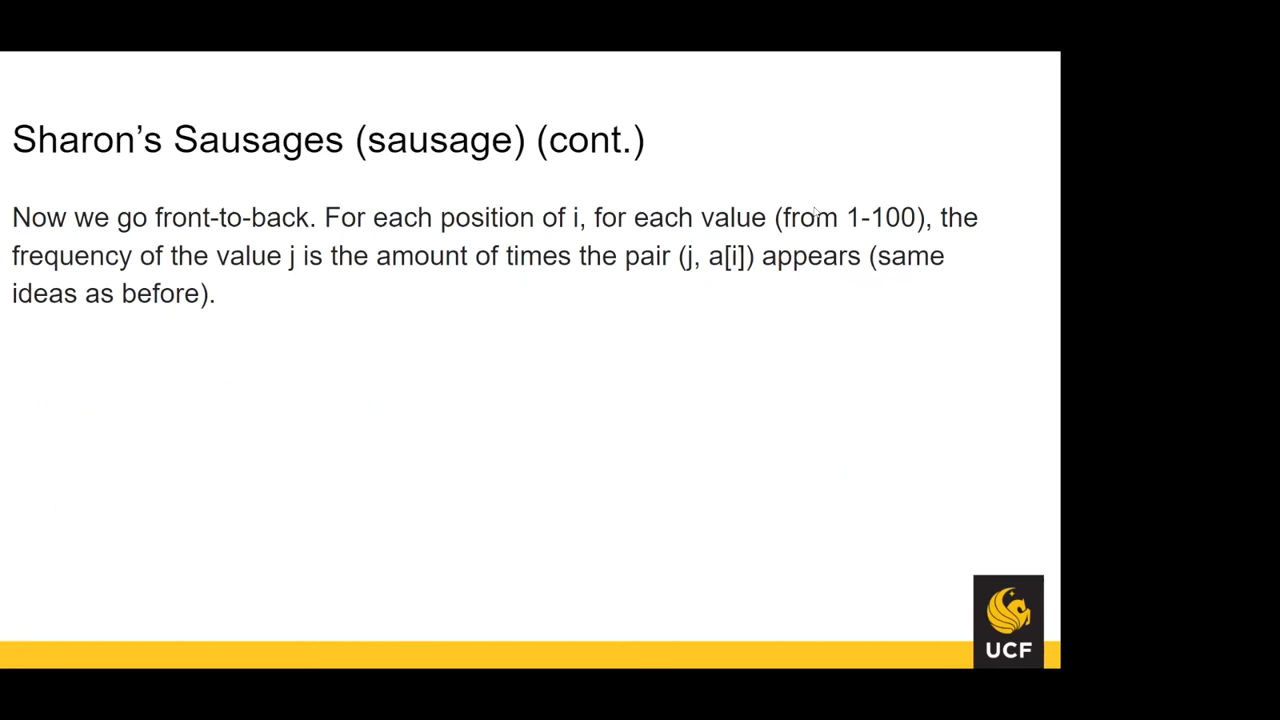 Sharon’s Sausages (sausage) (cont.)
Now we go front-to-back. For each position of i, for each value (from 1-100), the
frequency of the value j is the amount of times the pair (j, a[i]) appears (same
ideas as before).
UCF